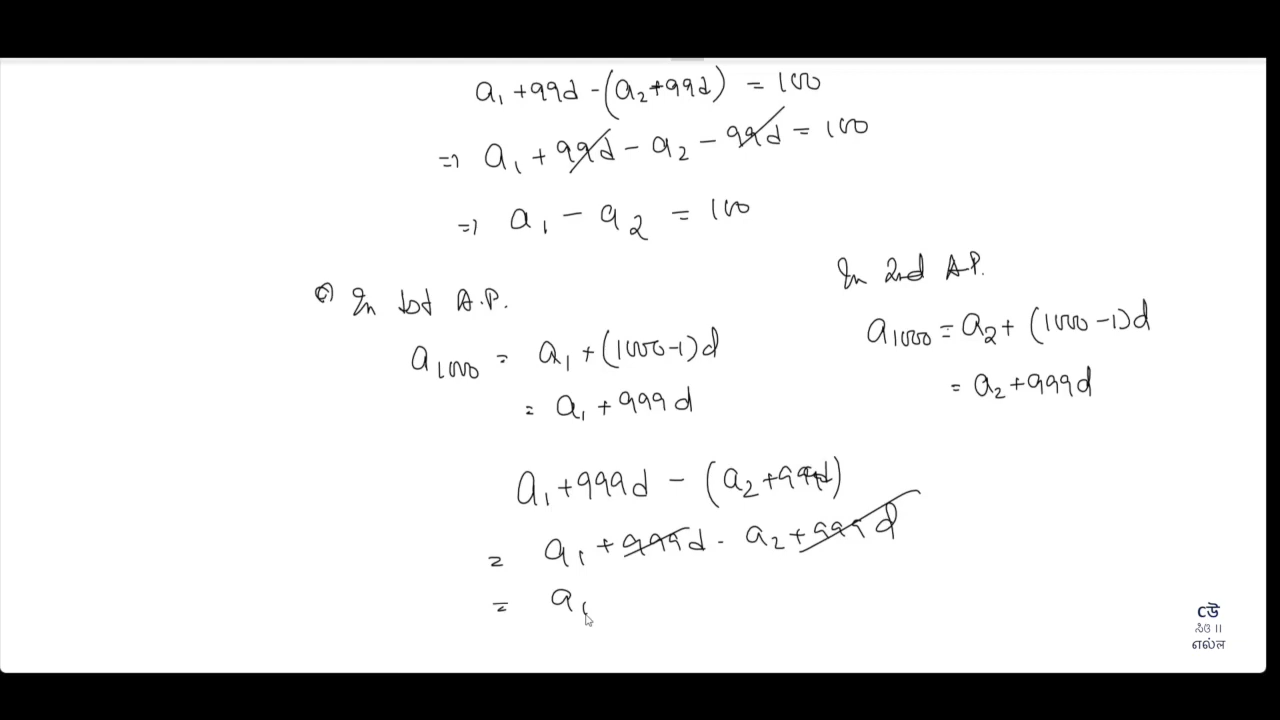 a₁ + 99d - (a₂ + 99d) = 100
⇒ a₁ + 99d - a₂ - 99d = 100
⇒ a₁ - a₂ = 100
In 1st A.P.
a₁₀₀₀ = a₁ + (1000-1)d
= a₁ + 999d
In 2nd A.P.
a₁₀₀₀ = a₂ + (1000-1)d
= a₂ + 999d
a₁ + 999d - (a₂ + 999d)
= a₁ + 999d - a₂ + 999d
= a₁